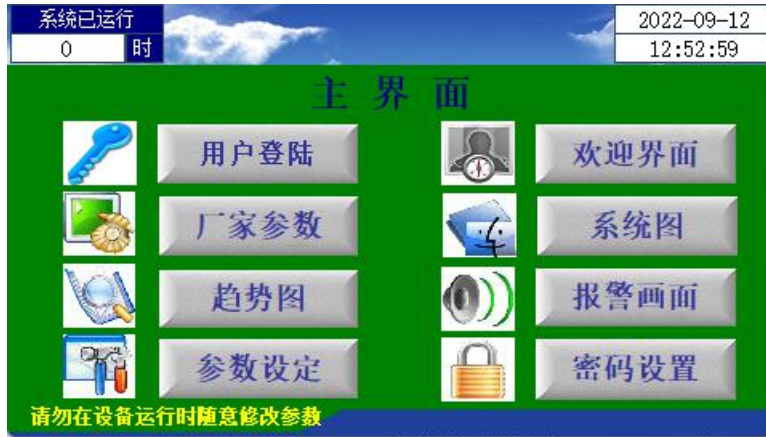 系统已运行
0 时
2022-09-12
12:52:59
主界面
用户登陆
欢迎界面
厂家参数
系统图
趋势图
报警画面
参数设定
密码设置
请勿在设备运行时随意修改参数